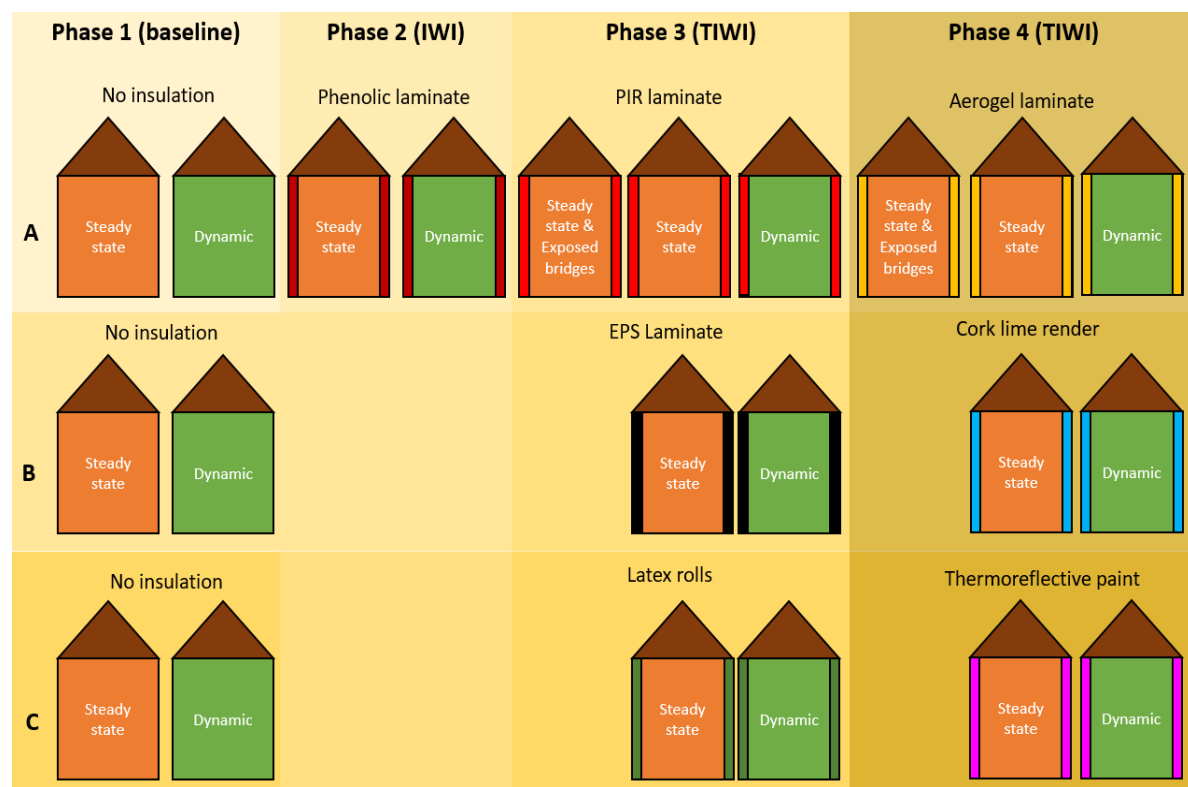 Phase 1 (baseline)
Phase 2 (IWI)
Phase 3 (TIWI)
Phase 4 (TIWI)
No insulation
Phenolic laminate
PIR laminate
Aerogel laminate
A
Steady
state
Dynamic
Steady
state
Dynamic
Steady
state &
Exposed
bridges
Steady
state
Dynamic
Steady
state &
Exposed
bridges
Steady
state
Dynamic
No insulation
EPS Laminate
Cork lime render
B
Steady
state
Dynamic
Steady
state
Dynamic
Steady
state
Dynamic
No insulation
Latex rolls
Thermoreflective paint
C
Steady
state
Dynamic
Steady
state
Dynamic
Steady
state
Dynamic